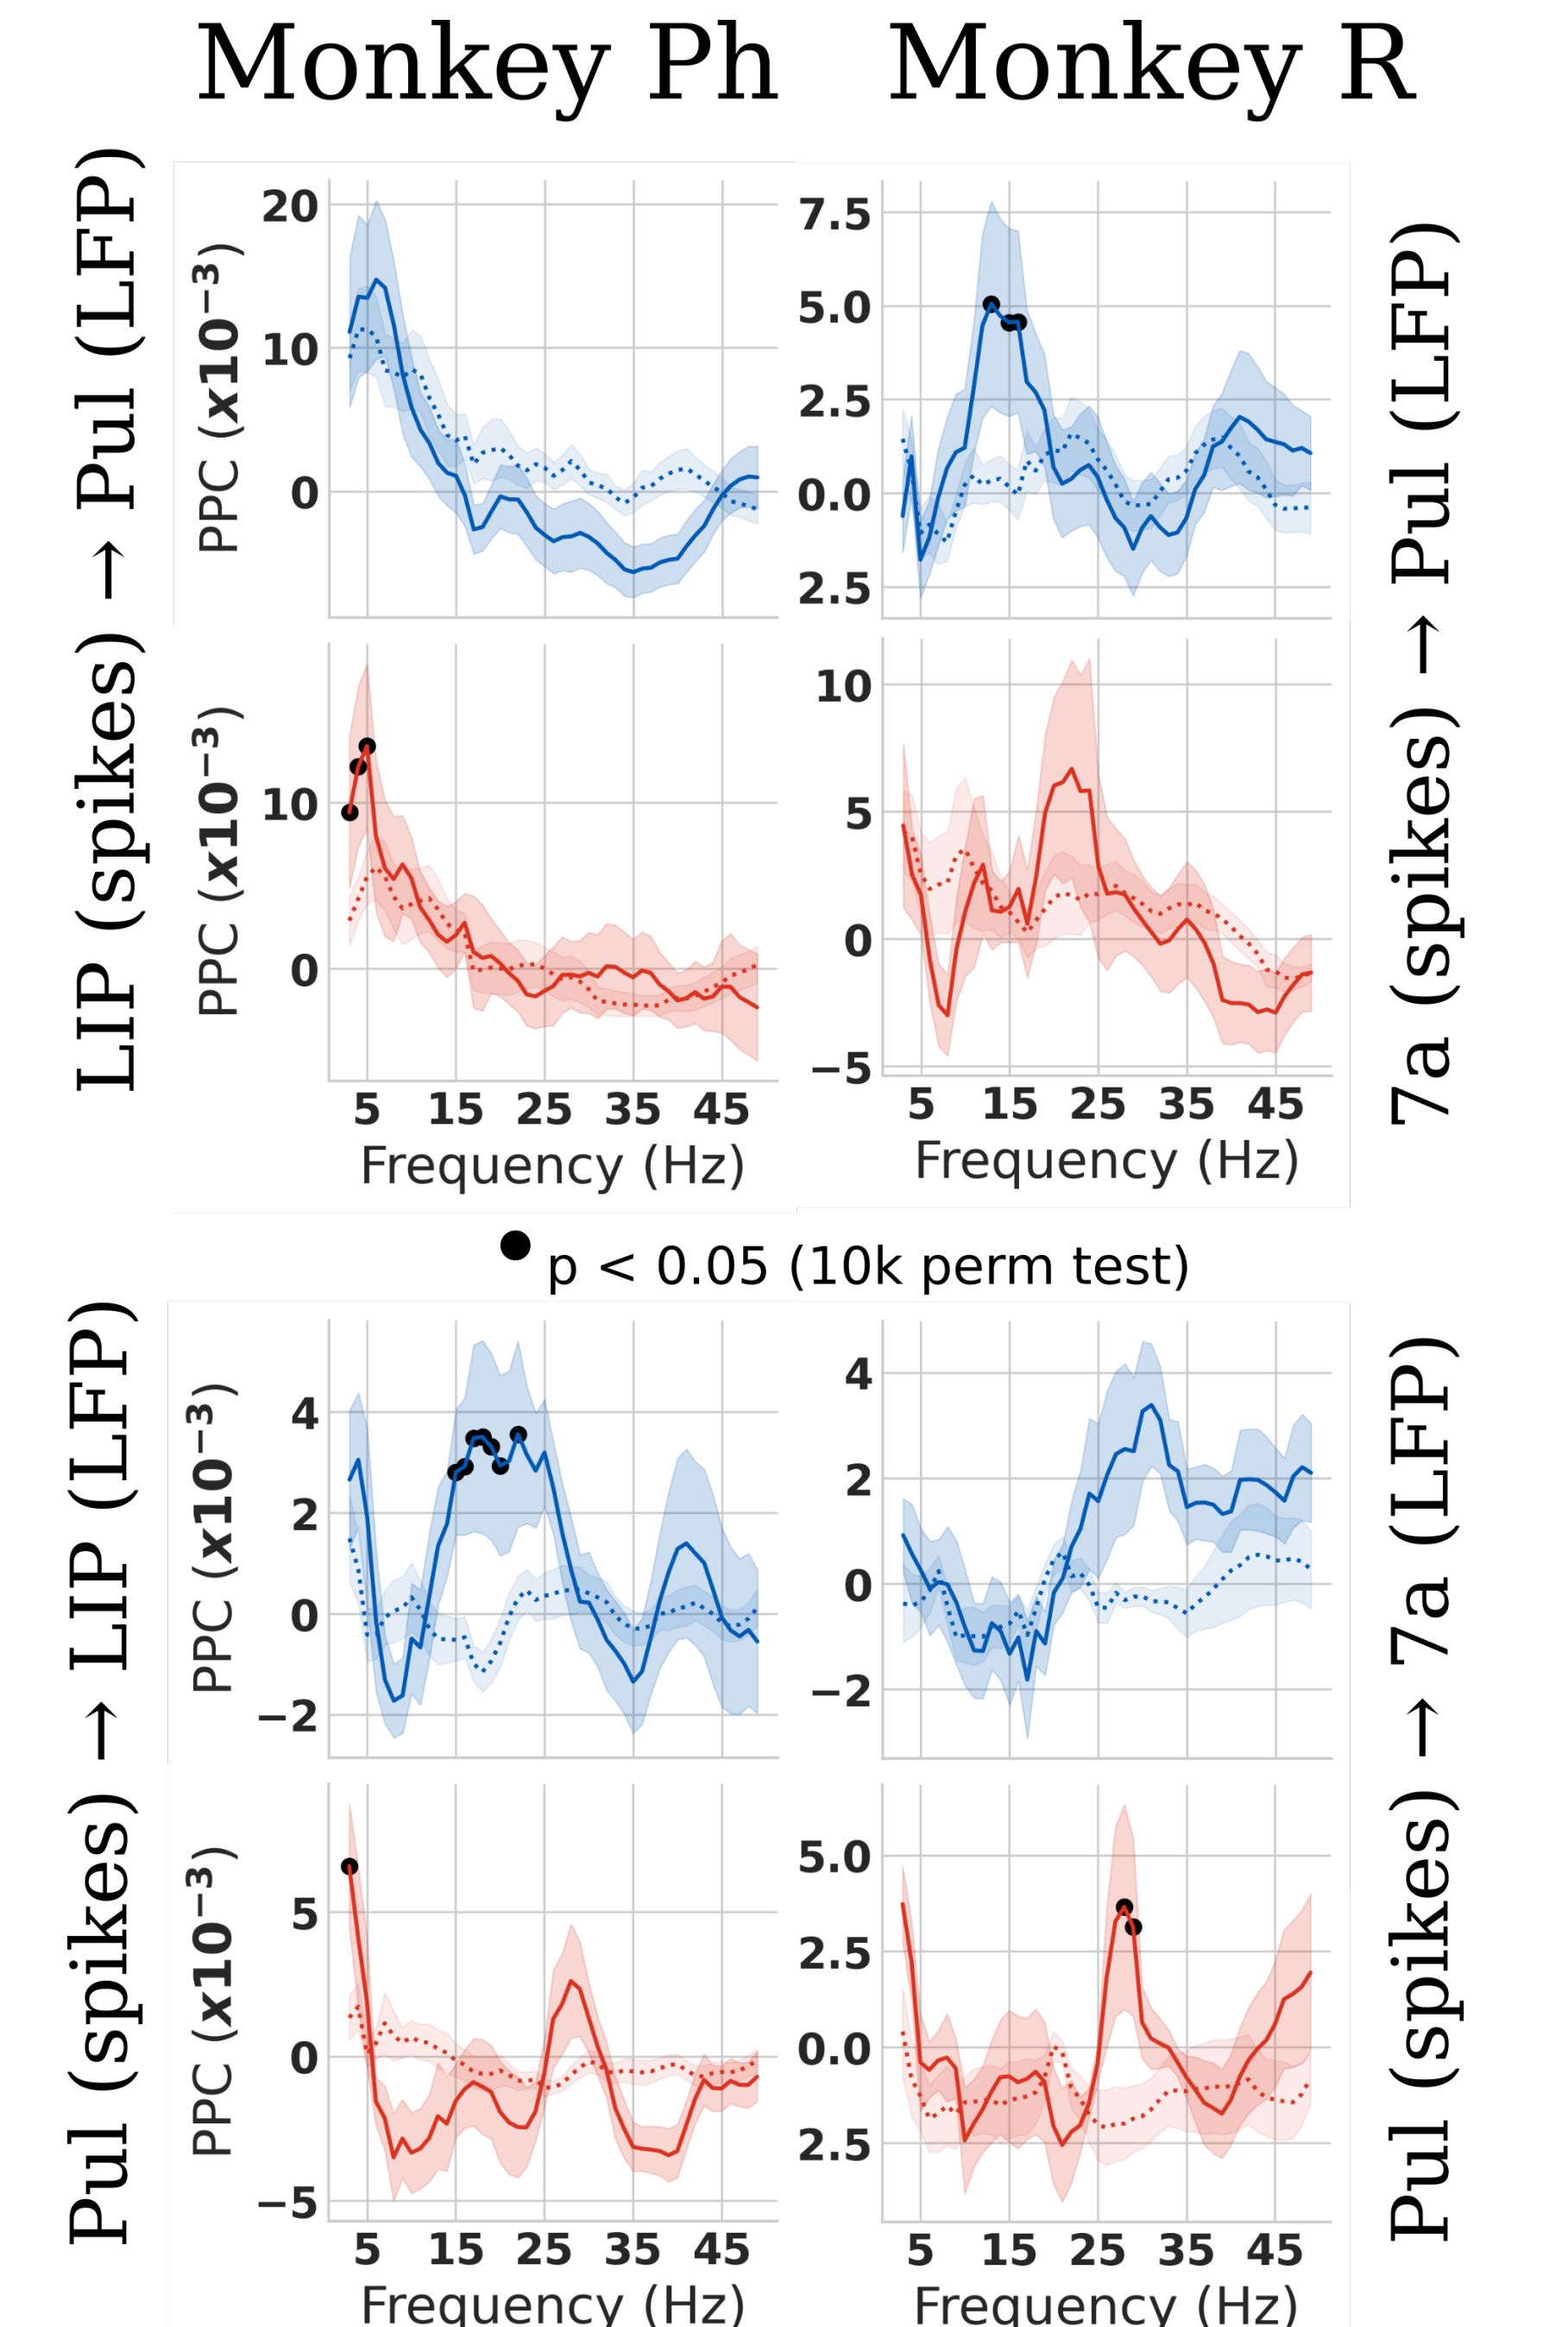 Monkey Ph
Monkey R
LIP (spikes) → Pul (LFP)
7a (spikes) → Pul (LFP)
PPC (x10⁻³)
20
10
0
7.5
5.0
2.5
0.0
2.5
PPC (x10⁻³)
10
0
10
5
0
−5
5 15 25 35 45
Frequency (Hz)
5 15 25 35 45
Frequency (Hz)
p < 0.05 (10k perm test)
Pul (spikes) → LIP (LFP)
Pul (spikes) → 7a (LFP)
PPC (x10⁻³)
4
2
0
−2
4
2
0
−2
PPC (x10⁻³)
5
0
−5
5.0
2.5
0.0
2.5
5 15 25 35 45
Frequency (Hz)
5 15 25 35 45
Frequency (Hz)